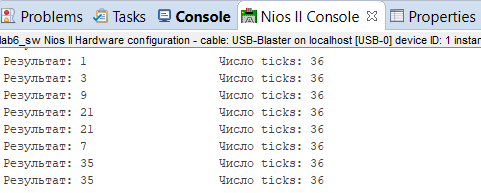 Problems Tasks Console Nios II Console Properties
lab6_sw Nios II Hardware configuration - cable: USB-Blaster on localhost [USB-0] device ID: 1 instan
Результат: 1 Число ticks: 36
Результат: 3 Число ticks: 36
Результат: 9 Число ticks: 36
Результат: 21 Число ticks: 36
Результат: 21 Число ticks: 36
Результат: 7 Число ticks: 36
Результат: 35 Число ticks: 36
Результат: 35 Число ticks: 36